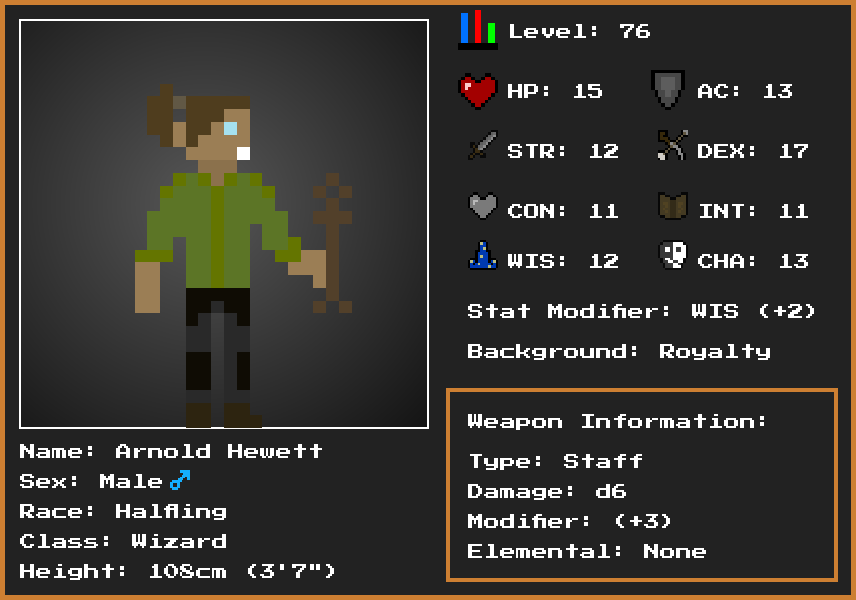 Level: 76
HP: 15 AC: 13
STR: 12 DEX: 17
CON: 11 INT: 11
WIS: 12 CHA: 13
Stat Modifier: WIS (+2)
Background: Royalty
Weapon Information:
Type: Staff
Damage: d6
Modifier: (+3)
Elemental: None
Name: Arnold Hewett
Sex: Male ♂
Race: Halfling
Class: Wizard
Height: 108cm (3'7")